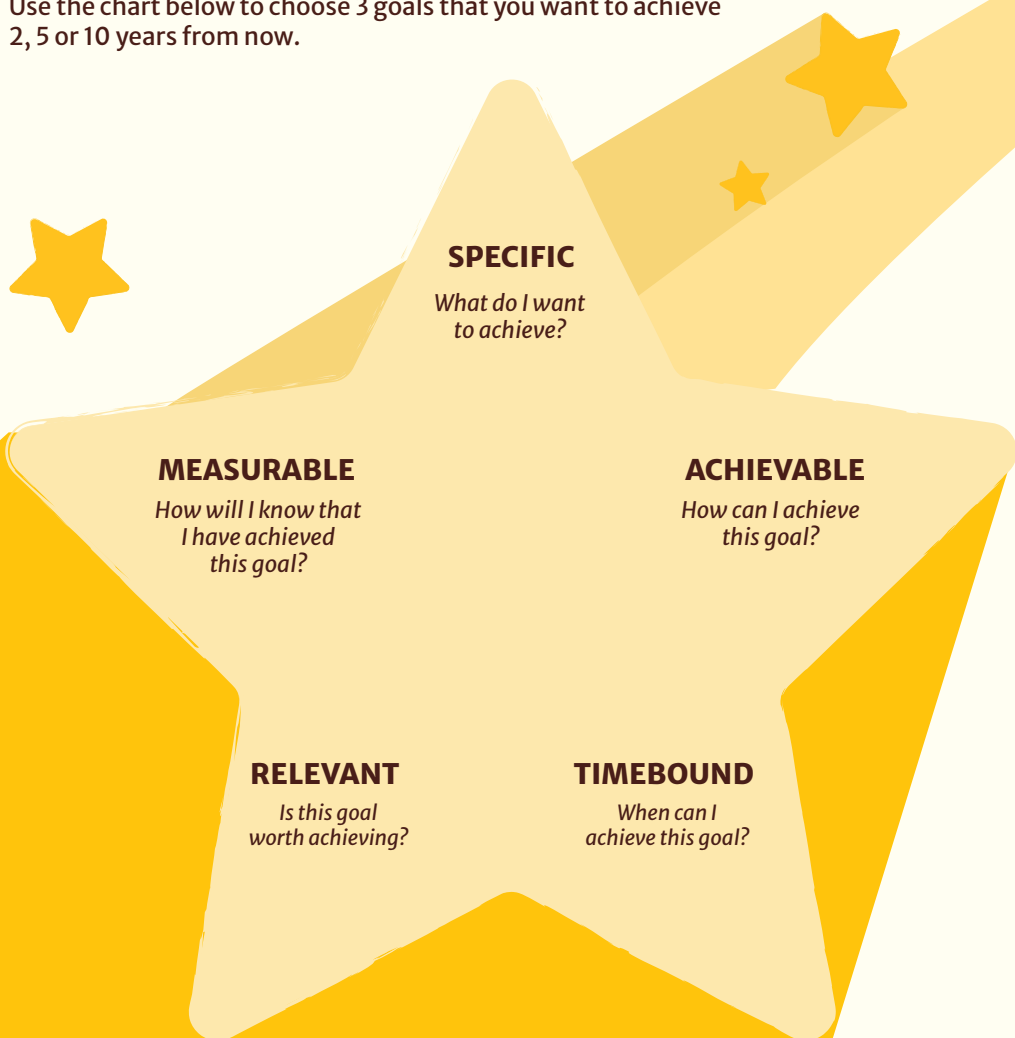 Use the chart below to choose 3 goals that you want to achieve
2, 5 or 10 years from now.
SPECIFIC
What do I want
to achieve?
MEASURABLE
How will I know that
I have achieved
this goal?
ACHIEVABLE
How can I achieve
this goal?
RELEVANT
Is this goal
worth achieving?
TIMEBOUND
When can I
achieve this goal?